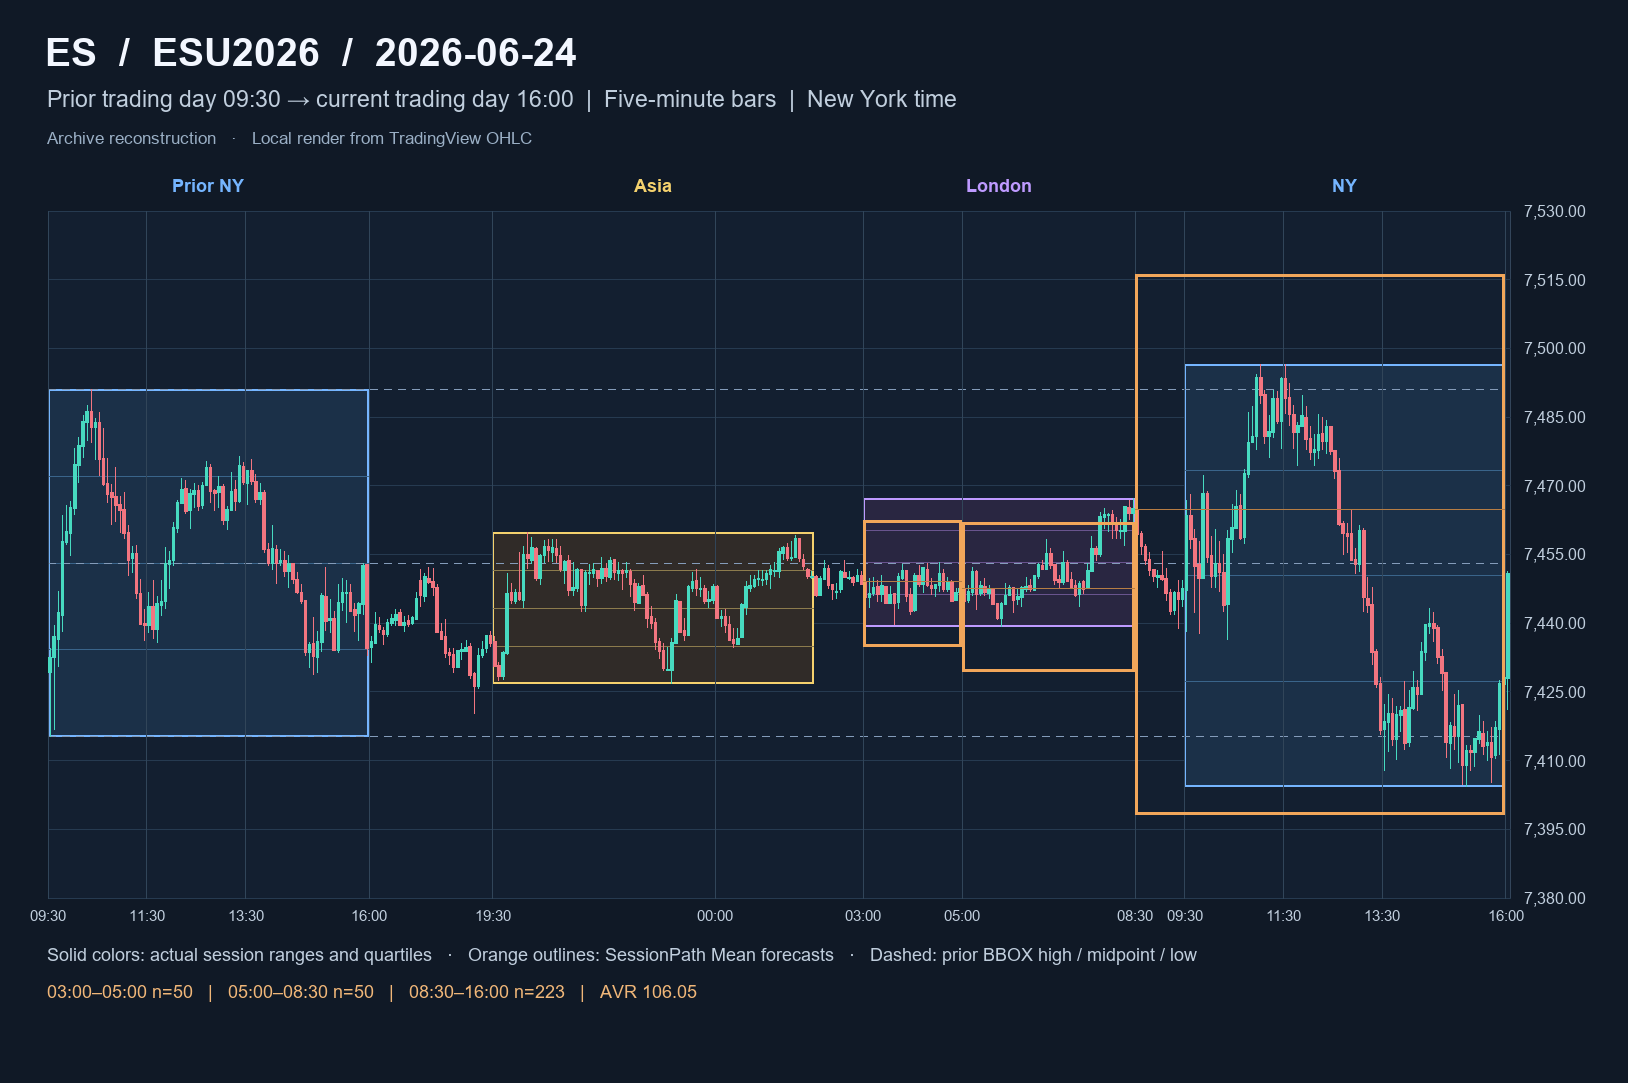 ES / ESU2026 / 2026-06-24
Prior trading day 09:30 → current trading day 16:00 | Five-minute bars | New York time
Archive reconstruction · Local render from TradingView OHLC
Prior NY Asia London NY
7,530.00
7,515.00
7,500.00
7,485.00
7,470.00
7,455.00
7,440.00
7,425.00
7,410.00
7,395.00
7,380.00
09:30 11:30 13:30 16:00 19:30 00:00 03:00 05:00 08:30 09:30 11:30 13:30 16:00
Solid colors: actual session ranges and quartiles · Orange outlines: SessionPath Mean forecasts · Dashed: prior BBOX high / midpoint / low
03:00–05:00 n=50 | 05:00–08:30 n=50 | 08:30–16:00 n=223 | AVR 106.05